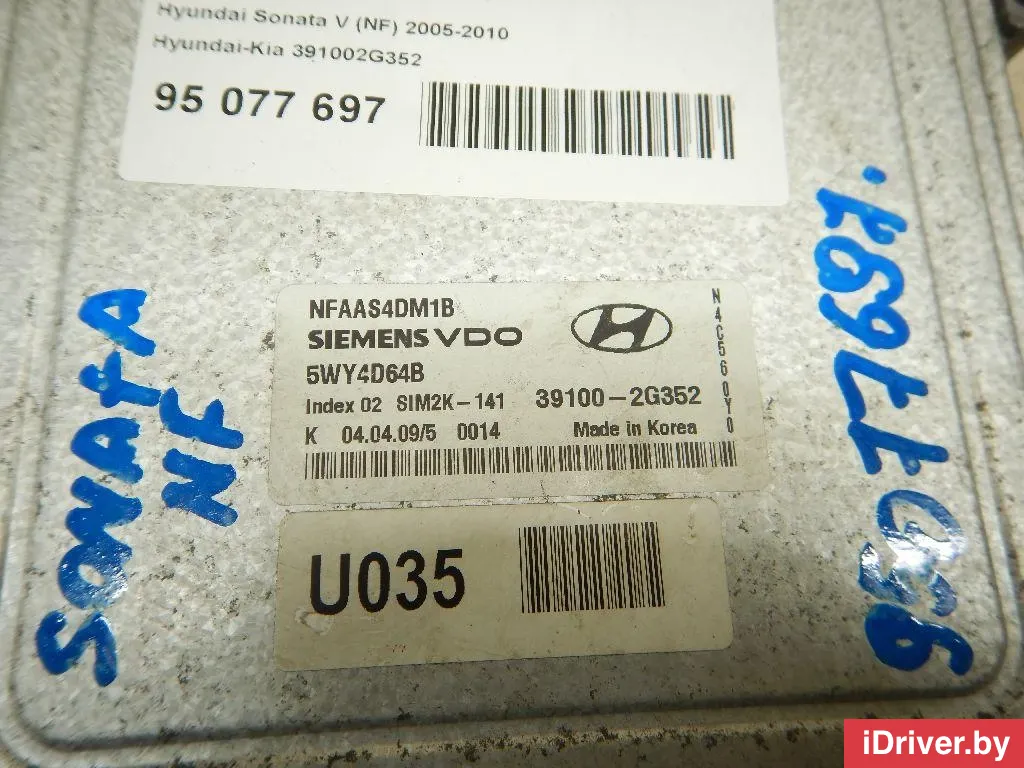 Hyundai Sonata V (NF) 2005-2010
Hyundai-Kia 391002G352
95 077 697
NFAAS4DM1B
SIEMENS VDO
5WY4D64B
Index 02 SIM2K-141 39100-2G352
K 04.04.09/5 0014 Made in Korea
N4C560Y0
U035
SONATA
NF
95077697.
iDriver.by